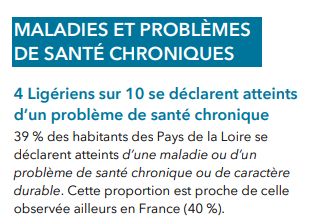 MALADIES ET PROBLÈMES
DE SANTÉ CHRONIQUES
4 Ligériens sur 10 se déclarent atteints
d'un problème de santé chronique
39 % des habitants des Pays de la Loire se
déclarent atteints d'une maladie ou d'un
problème de santé chronique ou de caractère
durable. Cette proportion est proche de celle
observée ailleurs en France (40 %).